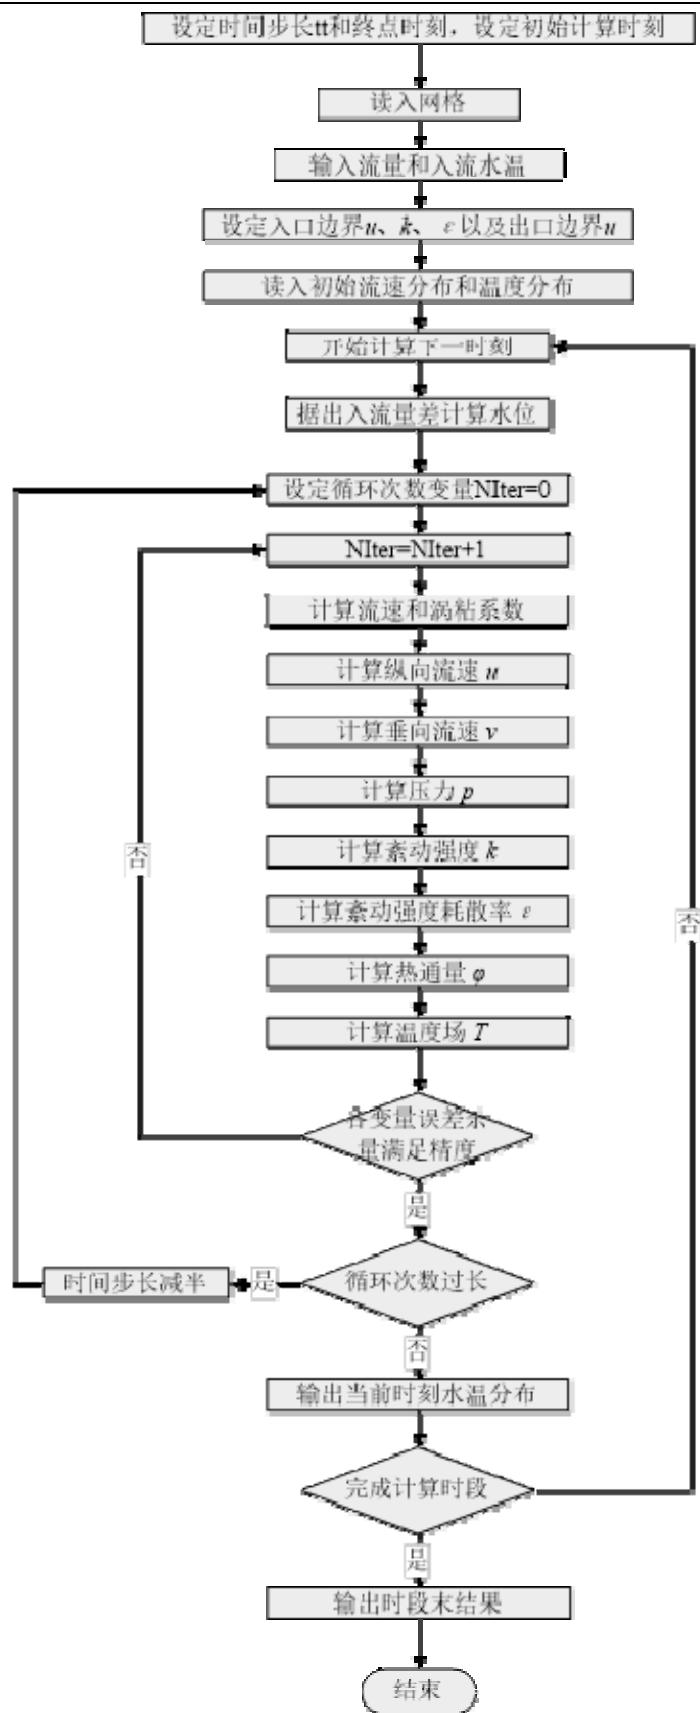 设定时间步长tt和终点时刻，设定初始计算时刻
读入网格
输入流量和入流水温
设定入口边界u、k、ε以及出口边界u
读入初始流速分布和温度分布
开始计算下一时刻
据出入流量差计算水位
设定循环次数变量NIter=0
NIter=NIter+1
计算流速和涡粘系数
计算纵向流速 u
计算垂向流速 v
计算压力 p
计算紊动强度 k
否
计算紊动强度耗散率 ε
否
计算热通量 φ
计算温度场 T
各变量误差余
量满足精度
是
循环次数过长
是
时间步长减半
否
输出当前时刻水温分布
完成计算时段
是
输出时段末结果
结束